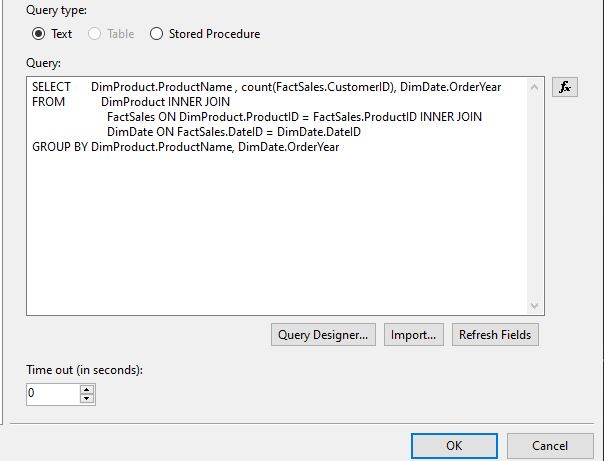 Query type:
Text Table Stored Procedure
Query:
SELECT DimProduct.ProductName , count(FactSales.CustomerID), DimDate.OrderYear
FROM DimProduct INNER JOIN
FactSales ON DimProduct.ProductID = FactSales.ProductID INNER JOIN
DimDate ON FactSales.DateID = DimDate.DateID
GROUP BY DimProduct.ProductName, DimDate.OrderYear
fx
Query Designer... Import... Refresh Fields
Time out (in seconds):
0
OK Cancel